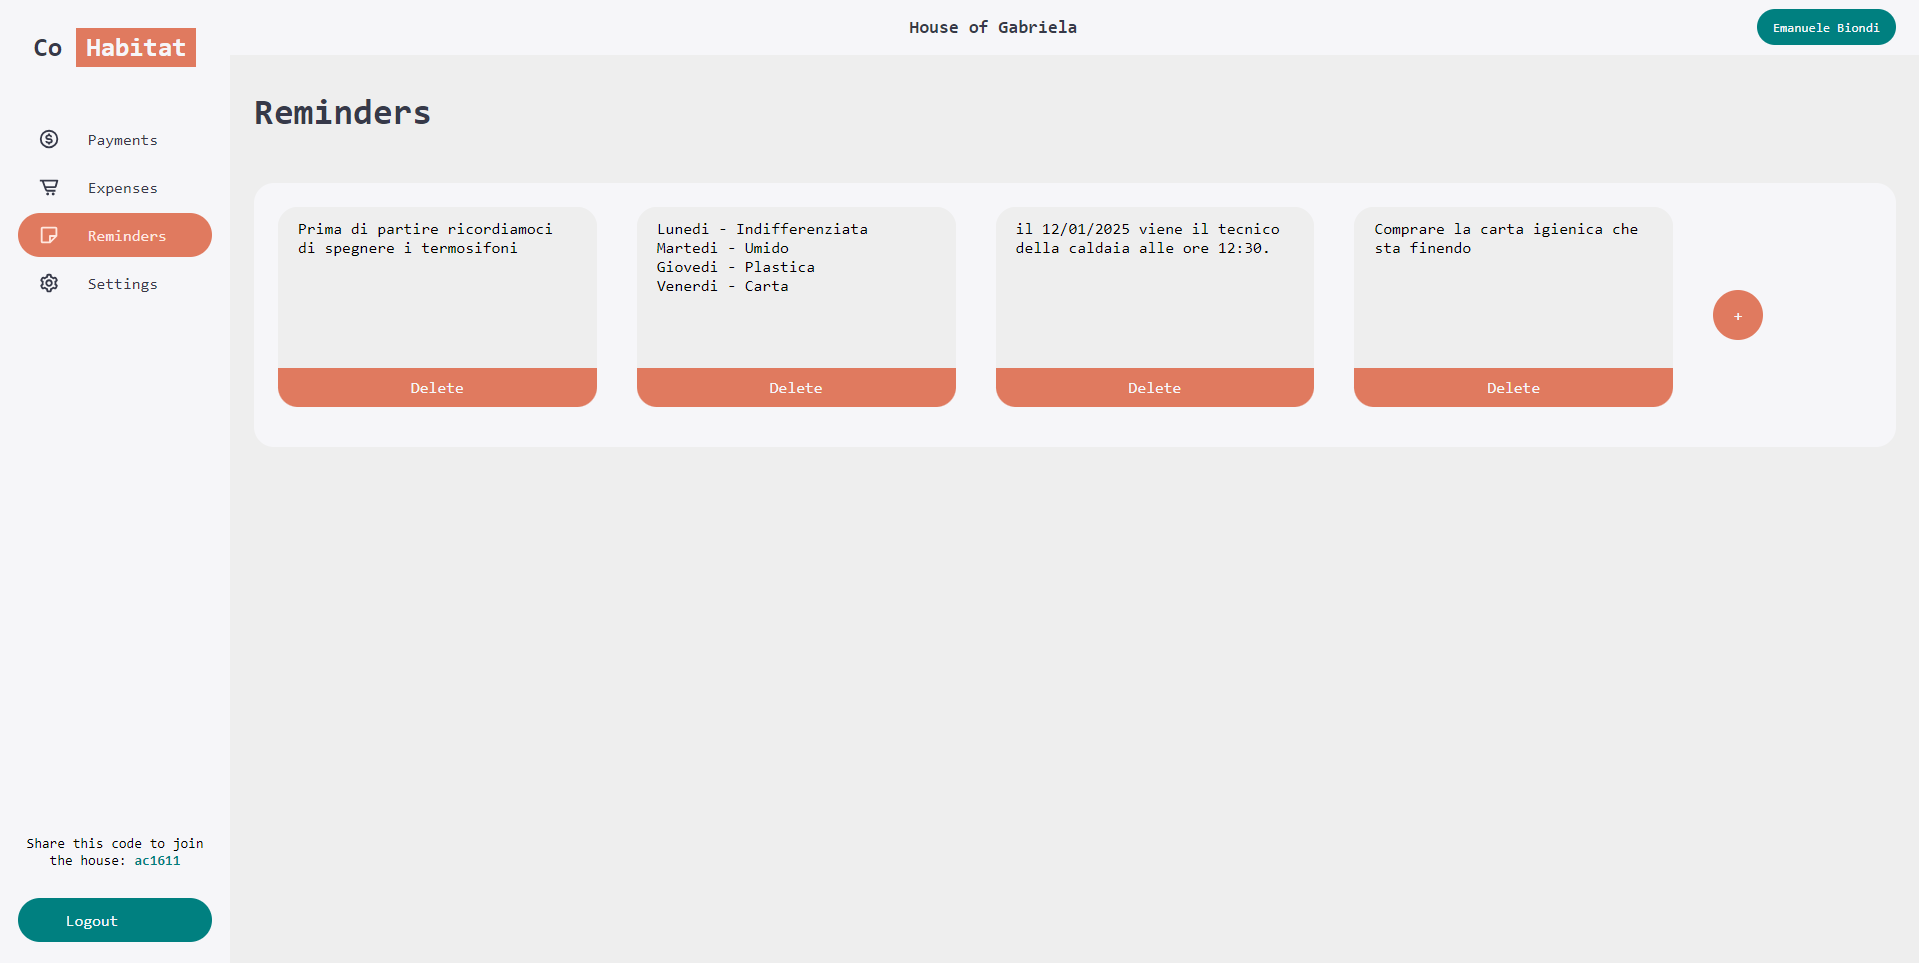 Co Habitat
House of Gabriela
Emanuele Biondi
Payments
Expenses
Reminders
Settings
Reminders
Prima di partire ricordiamoci
di spegnere i termosifoni
Delete
Lunedi - Indifferenziata
Martedi - Umido
Giovedi - Plastica
Venerdi - Carta
Delete
il 12/01/2025 viene il tecnico
della caldaia alle ore 12:30.
Delete
Comprare la carta igienica che
sta finendo
Delete
+
Share this code to join
the house: ac1611
Logout